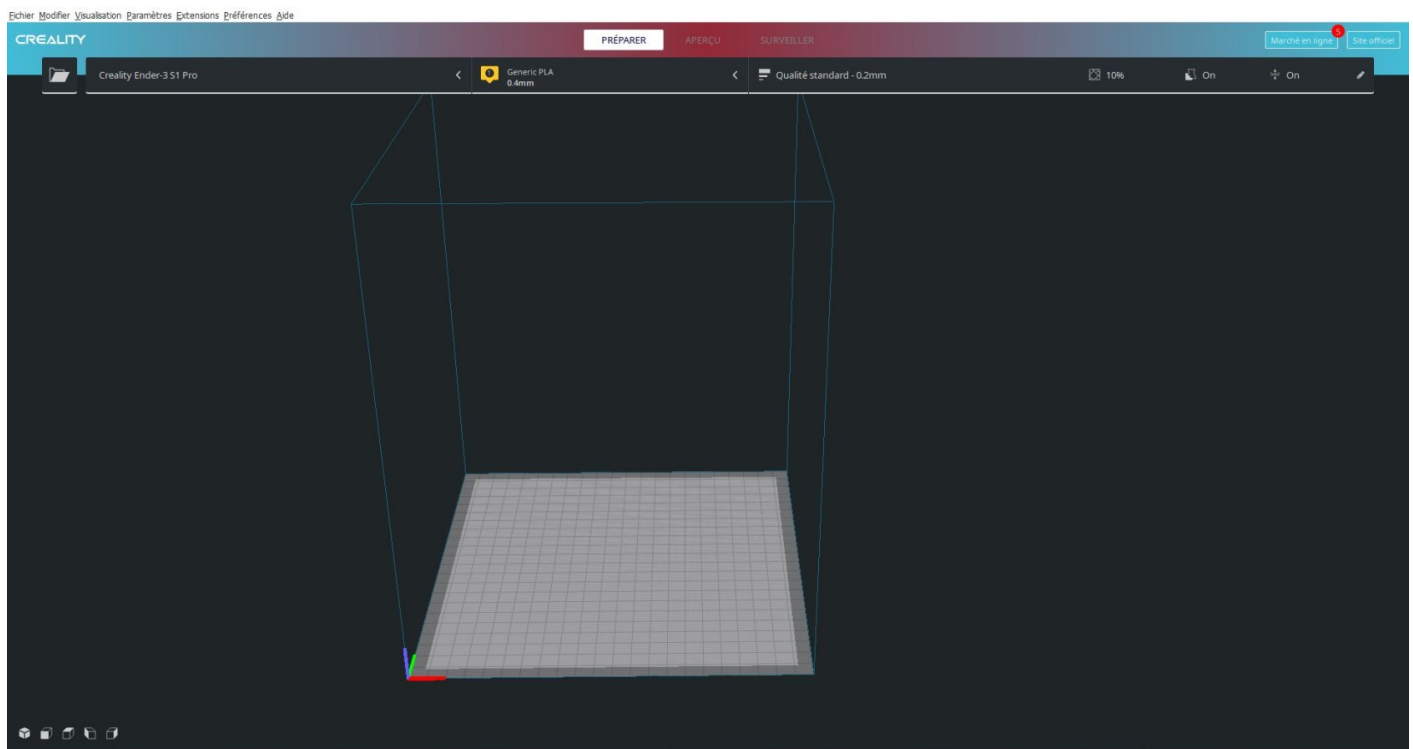 Fichier Modifier Visualisation Paramètres Extensions Préférences Aide
CREALITY
PRÉPARER
APERÇU
SURVEILLER
Marché en ligne
5
Site officiel
Creality Ender-3 S1 Pro
1
Generic PLA
0.4mm
Qualité standard - 0.2mm
10%
On
On